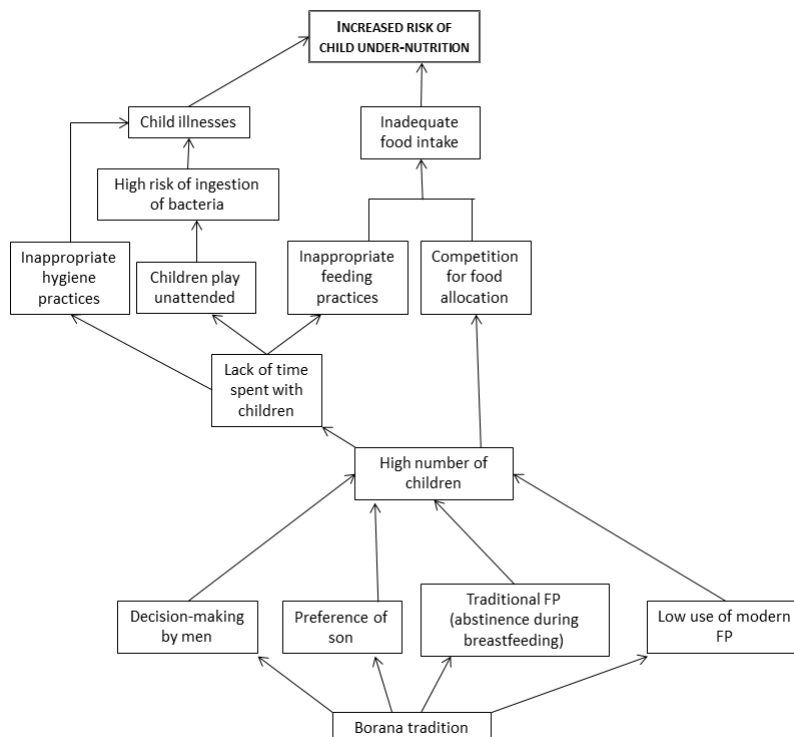 INCREASED RISK OF
CHILD UNDER-NUTRITION
Child illnesses
Inadequate
food intake
High risk of ingestion
of bacteria
Inappropriate
hygiene
practices
Children play
unattended
Inappropriate
feeding
practices
Competition
for food
allocation
Lack of time
spent with
children
High number of
children
Decision-making
by men
Preference of
son
Traditional FP
(abstinence during
breastfeeding)
Low use of modern
FP
Borana tradition